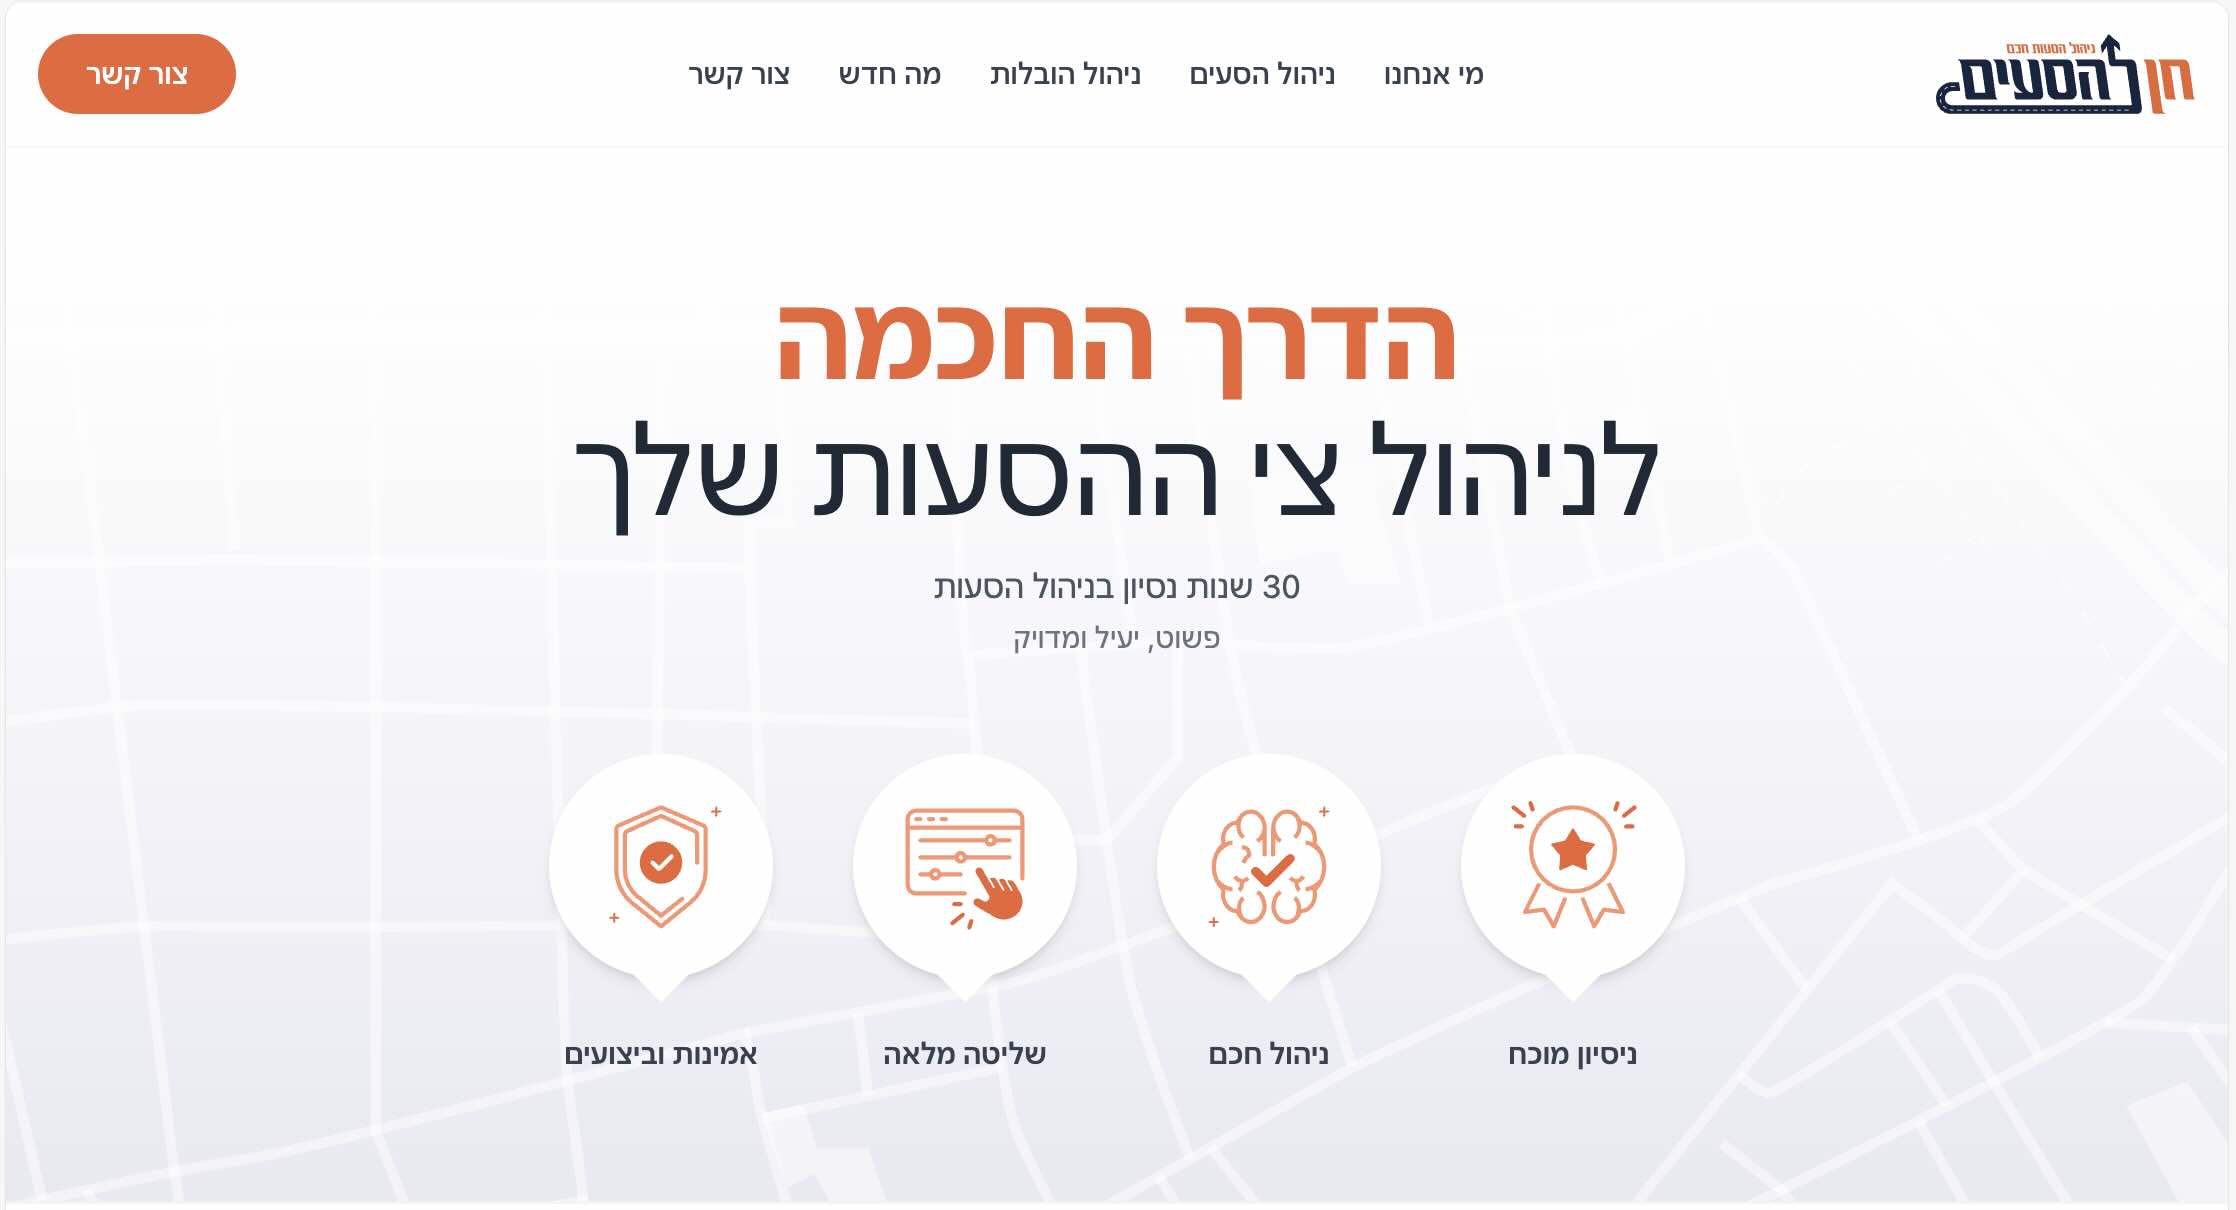 ניהול הסעות חכם
חן להסעים
מי אנחנו
ניהול הסעים
ניהול הובלות
מה חדש
צור קשר
צור קשר
הדרך החכמה
לניהול צי ההסעות שלך
30 שנות נסיון בניהול הסעות
פשוט, יעיל ומדויק
ניסיון מוכח
ניהול חכם
שליטה מלאה
אמינות וביצועים